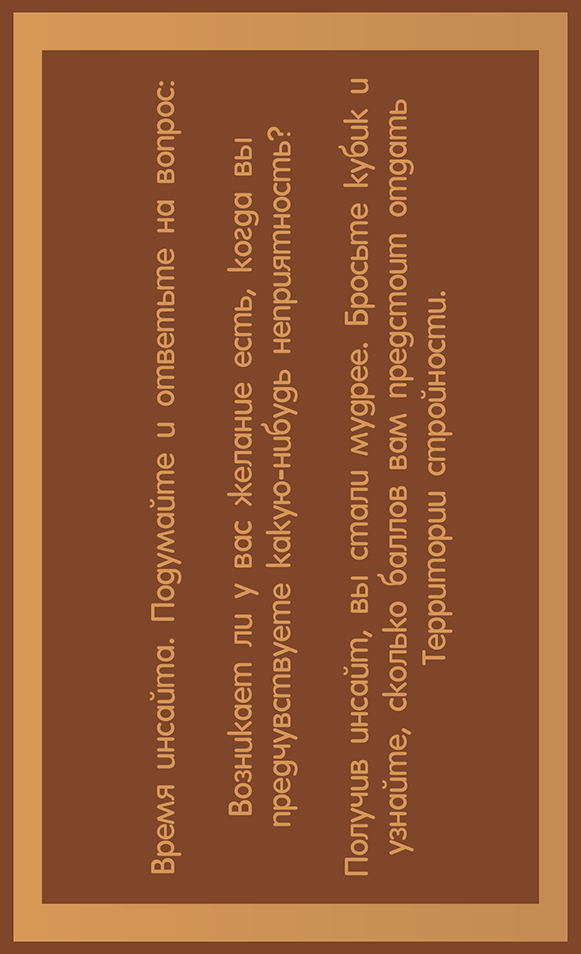 Время инсайта. Подумайте и ответьте на вопрос:
Возникает ли у вас желание есть, когда вы
предчувствуете какую-нибудь неприятность?
Получив инсайт, вы стали мудрее. Бросьте кубик и
узнайте, сколько баллов вам предстоит отдать
Территории стройности.